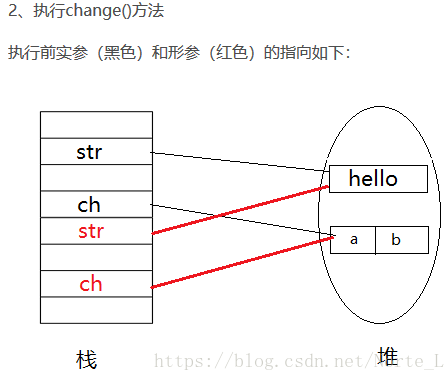 2、执行change()方法
执行前实参（黑色）和形参（红色）的指向如下：
str
hello
ch
str
a b
ch
栈
堆